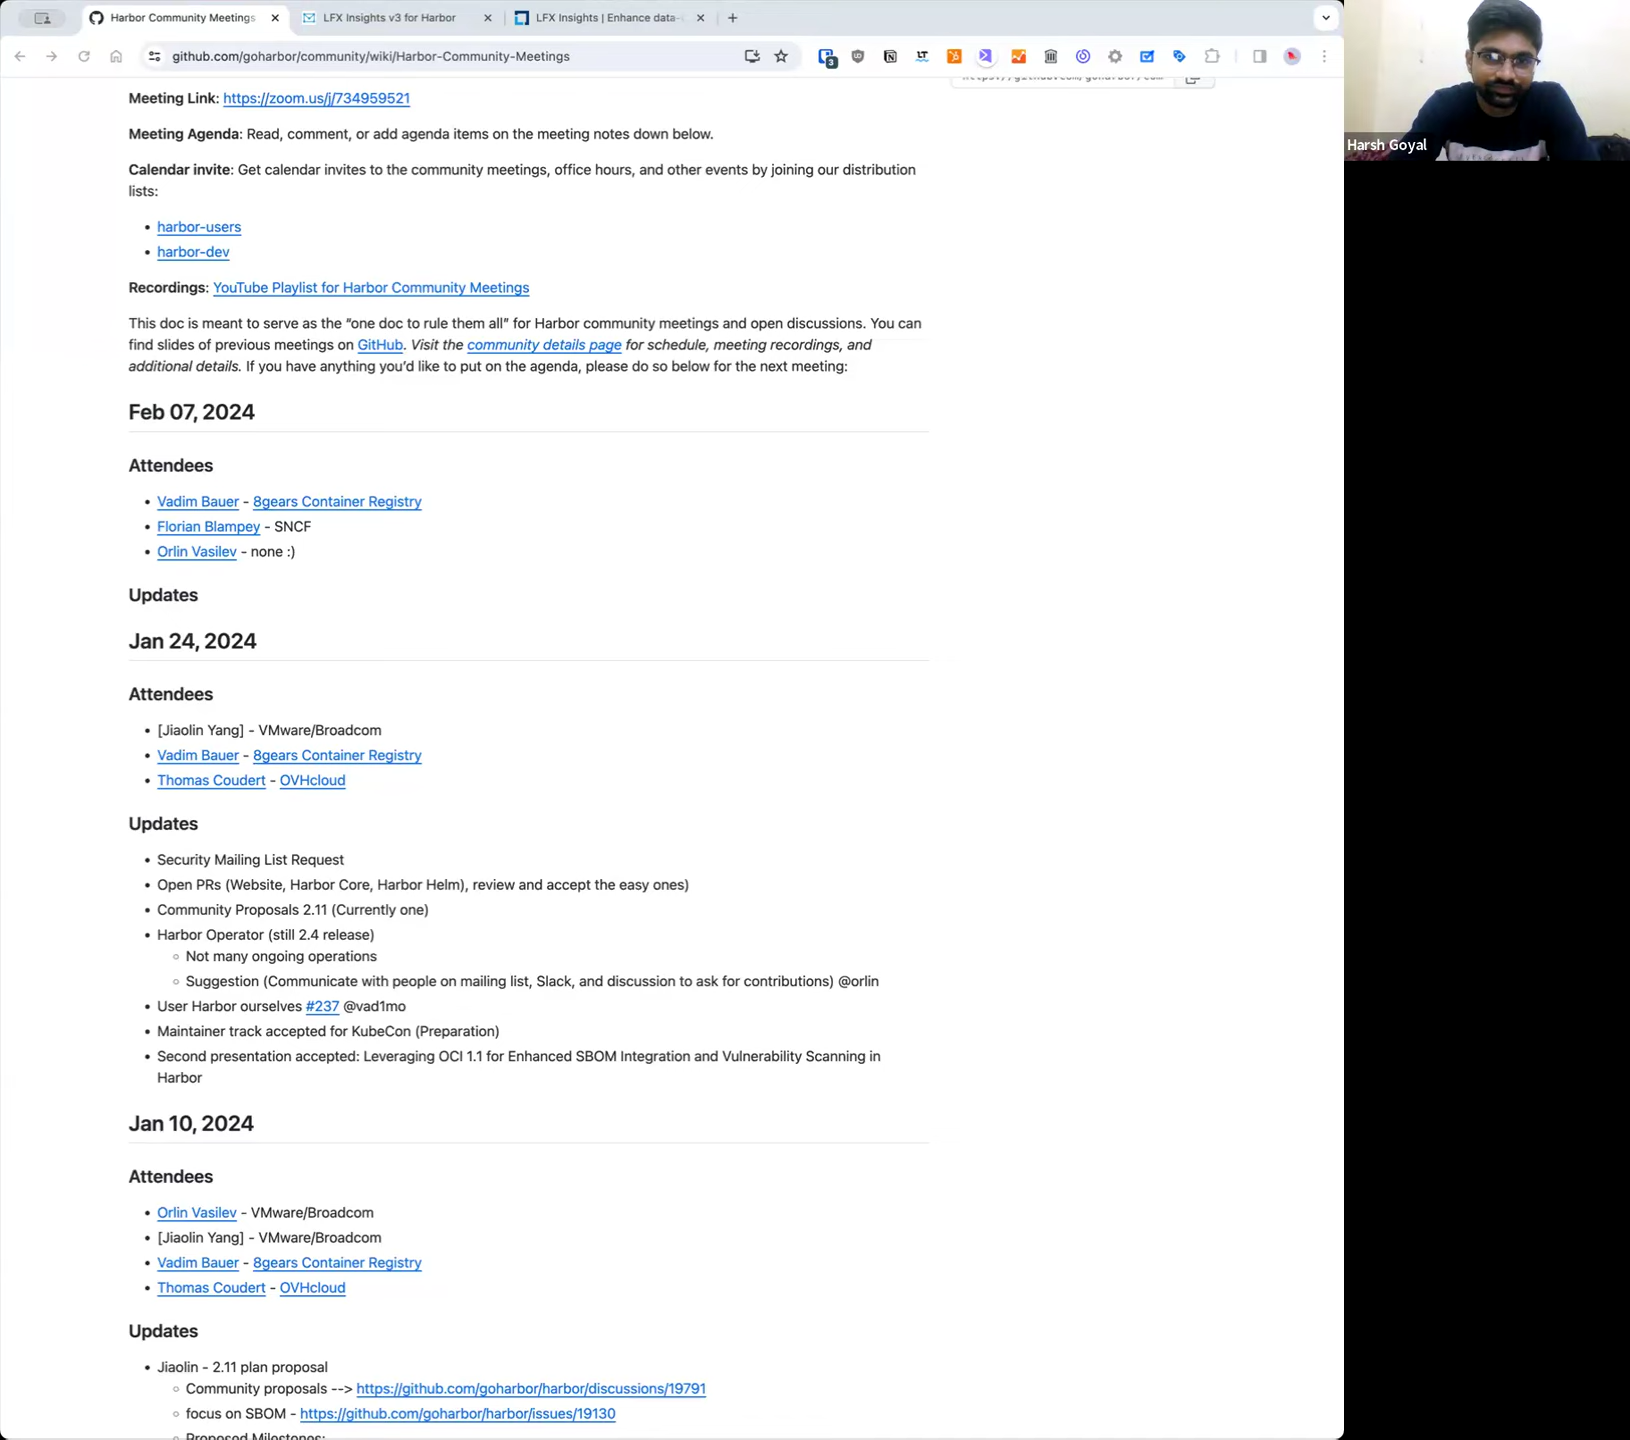 Harbor Community Meetings
LFX Insights v3 for Harbor
LFX Insights | Enhance data-
github.com/goharbor/community/wiki/Harbor-Community-Meetings
3
Harsh Goyal
Meeting Link: https://zoom.us/j/734959521
Meeting Agenda: Read, comment, or add agenda items on the meeting notes down below.
Calendar invite: Get calendar invites to the community meetings, office hours, and other events by joining our distribution
lists:
• harbor-users
• harbor-dev
Recordings: YouTube Playlist for Harbor Community Meetings
This doc is meant to serve as the “one doc to rule them all” for Harbor community meetings and open discussions. You can
find slides of previous meetings on GitHub. Visit the community details page for schedule, meeting recordings, and
additional details. If you have anything you’d like to put on the agenda, please do so below for the next meeting:
Feb 07, 2024
Attendees
• Vadim Bauer - 8gears Container Registry
• Florian Blampey - SNCF
• Orlin Vasilev - none :)
Updates
Jan 24, 2024
Attendees
• [Jiaolin Yang] - VMware/Broadcom
• Vadim Bauer - 8gears Container Registry
• Thomas Coudert - OVHcloud
Updates
• Security Mailing List Request
• Open PRs (Website, Harbor Core, Harbor Helm), review and accept the easy ones)
• Community Proposals 2.11 (Currently one)
• Harbor Operator (still 2.4 release)
◦ Not many ongoing operations
◦ Suggestion (Communicate with people on mailing list, Slack, and discussion to ask for contributions) @orlin
• User Harbor ourselves #237 @vad1mo
• Maintainer track accepted for KubeCon (Preparation)
• Second presentation accepted: Leveraging OCI 1.1 for Enhanced SBOM Integration and Vulnerability Scanning in
Harbor
Jan 10, 2024
Attendees
• Orlin Vasilev - VMware/Broadcom
• [Jiaolin Yang] - VMware/Broadcom
• Vadim Bauer - 8gears Container Registry
• Thomas Coudert - OVHcloud
Updates
• Jiaolin - 2.11 plan proposal
◦ Community proposals --> https://github.com/goharbor/harbor/discussions/19791
◦ focus on SBOM - https://github.com/goharbor/harbor/issues/19130
◦ Proposed Milestones: